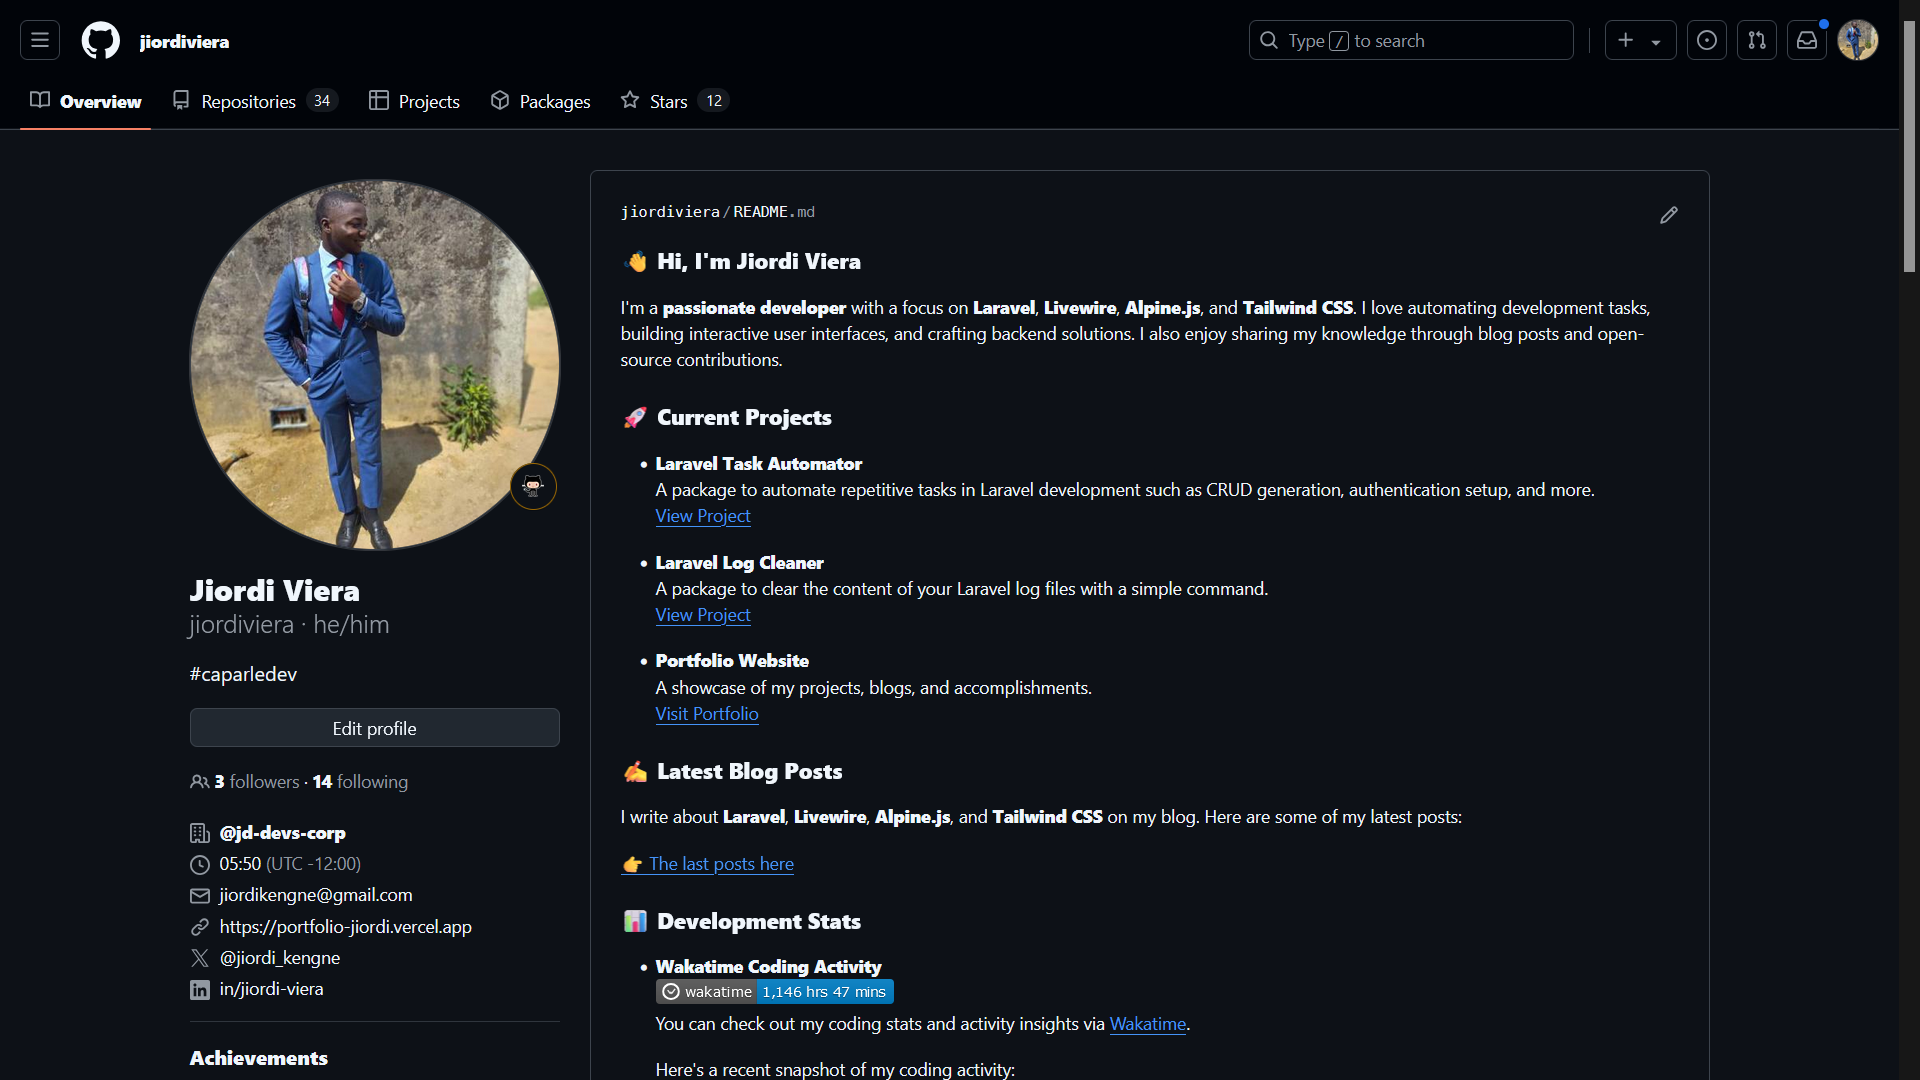 jiordiviera
Type / to search
Overview
Repositories 34
Projects
Packages
Stars 12
jiordiviera/README.md
👋 Hi, I'm Jiordi Viera
I'm a passionate developer with a focus on Laravel, Livewire, Alpine.js, and Tailwind CSS. I love automating development tasks,
building interactive user interfaces, and crafting backend solutions. I also enjoy sharing my knowledge through blog posts and open-
source contributions.
🚀 Current Projects
• Laravel Task Automator
A package to automate repetitive tasks in Laravel development such as CRUD generation, authentication setup, and more.
View Project
• Laravel Log Cleaner
A package to clear the content of your Laravel log files with a simple command.
View Project
• Portfolio Website
A showcase of my projects, blogs, and accomplishments.
Visit Portfolio
✍️ Latest Blog Posts
I write about Laravel, Livewire, Alpine.js, and Tailwind CSS on my blog. Here are some of my latest posts:
👉 The last posts here
📊 Development Stats
• Wakatime Coding Activity
wakatime 1,146 hrs 47 mins
You can check out my coding stats and activity insights via Wakatime.
Here's a recent snapshot of my coding activity:
Jiordi Viera
jiordiviera · he/him
#caparledev
Edit profile
3 followers · 14 following
@jd-devs-corp
05:50 (UTC -12:00)
jiordikengne@gmail.com
https://portfolio-jiordi.vercel.app
@jiordi_kengne
in/jiordi-viera
Achievements